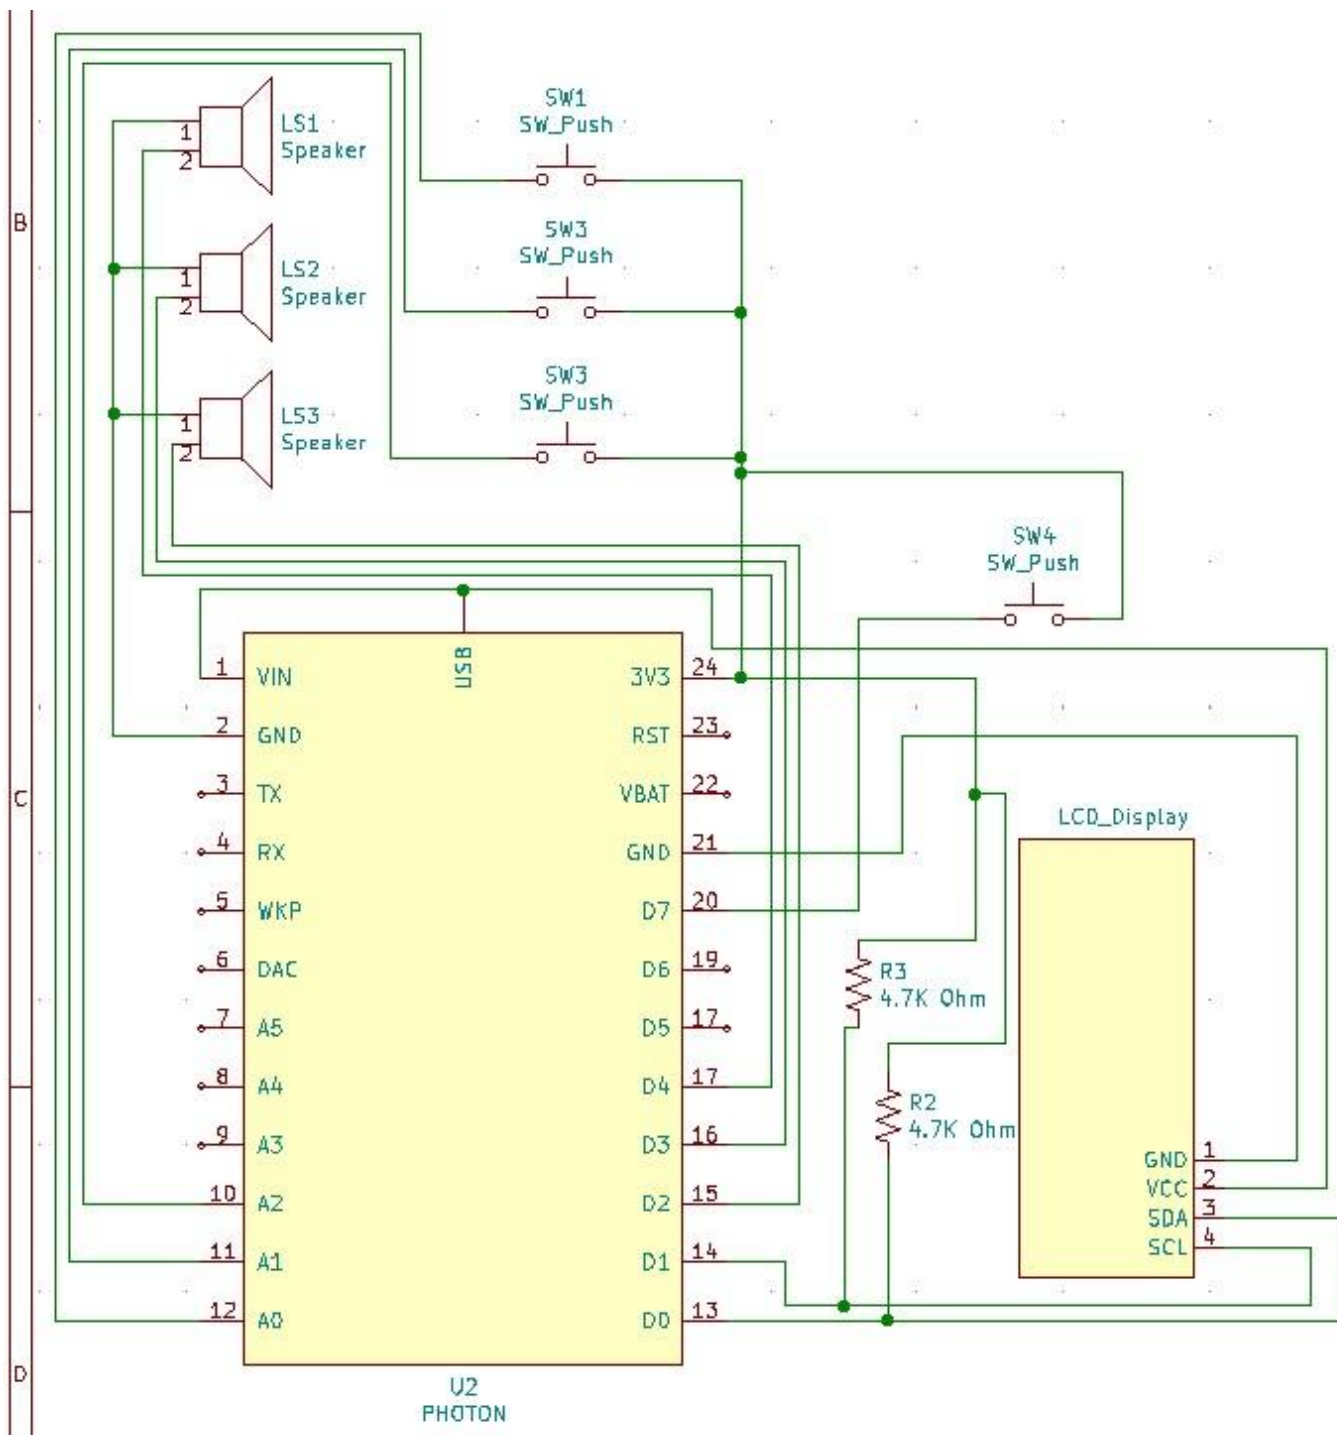 B
C
D
1
2
LS1
Speaker
1
2
LS2
Speaker
1
2
LS3
Speaker
SW1
SW_Push
SW3
SW_Push
SW3
SW_Push
SW4
SW_Push
USB
1 VIN
2 GND
3 TX
4 RX
5 WKP
6 DAC
7 A5
8 A4
9 A3
10 A2
11 A1
12 A0
3V3 24
RST 23
VBAT 22
GND 21
D7 20
D6 19
D5 17
D4 17
D3 16
D2 15
D1 14
D0 13
U2
PHOTON
R3
4.7K Ohm
R2
4.7K Ohm
LCD_Display
GND 1
VCC 2
SDA 3
SCL 4